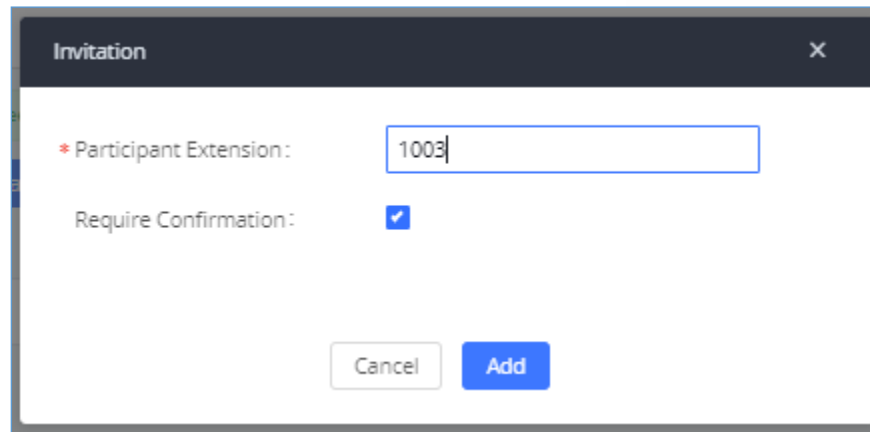 Invitation
* Participant Extension: 1003
Require Confirmation:
Cancel Add